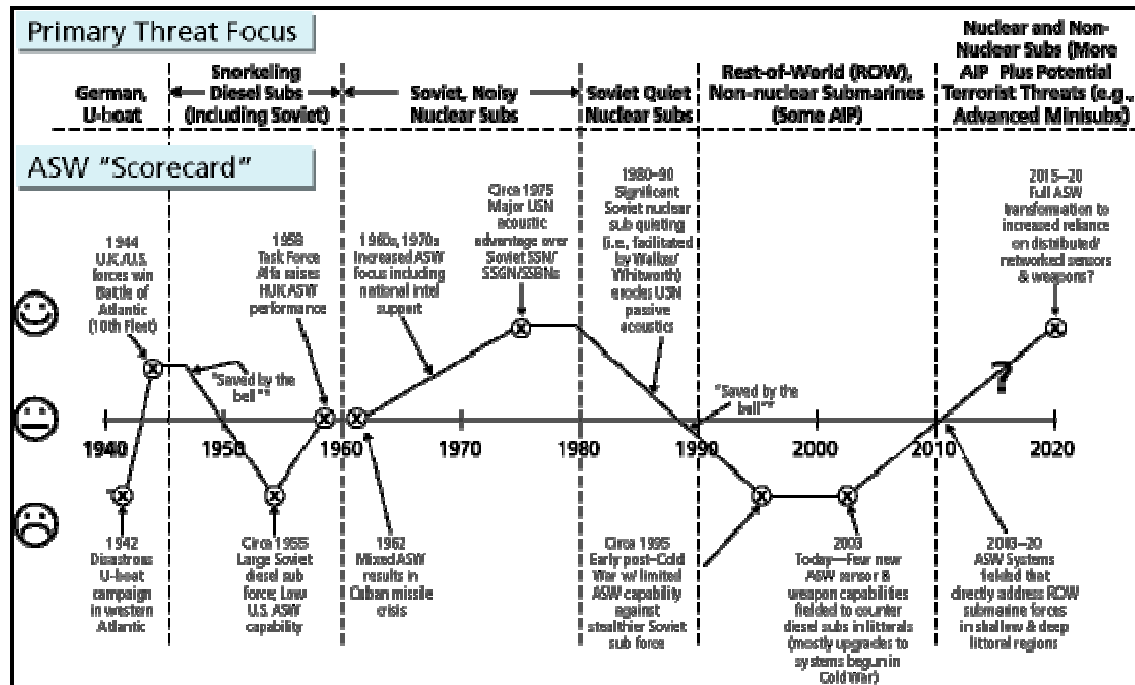 Primary Threat Focus
German,
U-boat
Snorkeling
Diesel Subs
(Including Soviet)
Soviet, Noisy
Nuclear Subs
Soviet Quiet
Nuclear Subs
Rest-of-World (ROW),
Non-nuclear Submarines
(Some AIP)
Nuclear and Non-
Nuclear Subs (More
AIP Plus Potential
Terrorist Threats (e.g.,
Advanced Minisubs)
ASW "Scorecard"
1944
U.K./U.S.
forces win
Battle of
Atlantic
(10th Fleet)
"Saved by the
bell"
1958
Task Force
Alfa raises
HUK ASW
performance
1960s, 1970s
Increased ASW
focus including
national intel
support
Circa 1975
Major USN
acoustic
advantage over
Soviet SSN/
SSGN/SSBNs
1980–90
Significant
Soviet nuclear
sub quieting
(i.e., facilitated
by Walker/
Whitworth)
erodes USN
passive
acoustics
"Saved by the
bell"
2015–20
Full ASW
transformation to
increased reliance
on distributed/
networked sensors
& weapons?
?
1940
1950
1960
1970
1980
1990
2000
2010
2020
1942
Disastrous
U-boat
campaign
in western
Atlantic
Circa 1955
Large Soviet
diesel sub
force; Low
U.S. ASW
capability
1962
Mixed ASW
results in
Cuban missile
crisis
Circa 1995
Early post–Cold
War w/ limited
ASW capability
against
stealthier Soviet
sub force
2003
Today—Few new
ASW sensor &
weapon capabilities
fielded to counter
diesel subs in littorals
(mostly upgrades to
systems begun in
Cold War)
2003–20
ASW Systems
fielded that
directly address ROW
submarine forces
in shallow & deep
littoral regions